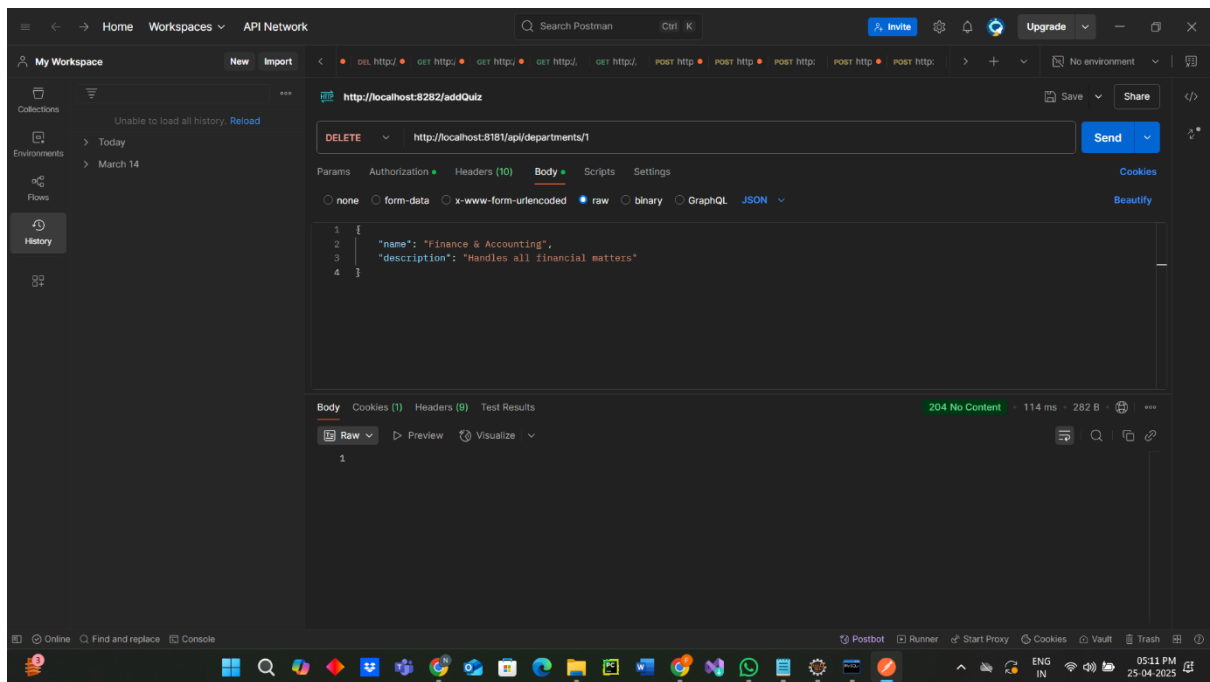 Home Workspaces API Network Search Postman Ctrl K Invite Upgrade
My Workspace New Import DEL http:/ GET http:/ GET http:/ GET http:/. GET http:/. POST http POST http POST http: POST http POST http: No environment
Collections
Environments
Flows
History
Unable to load all history. Reload
Today
March 14
HTTP http://localhost:8282/addQuiz Save Share
DELETE http://localhost:8181/api/departments/1 Send
Params Authorization Headers (10) Body Scripts Settings Cookies
none form-data x-www-form-urlencoded raw binary GraphQL JSON Beautify
1 {
2 "name": "Finance & Accounting",
3 "description": "Handles all financial matters"
4 }
Body Cookies (1) Headers (9) Test Results 204 No Content 114 ms 282 B
Raw Preview Visualize
1
Online Find and replace Console Postbot Runner Start Proxy Cookies Vault Trash
3 ENG 05:11 PM
IN 25-04-2025